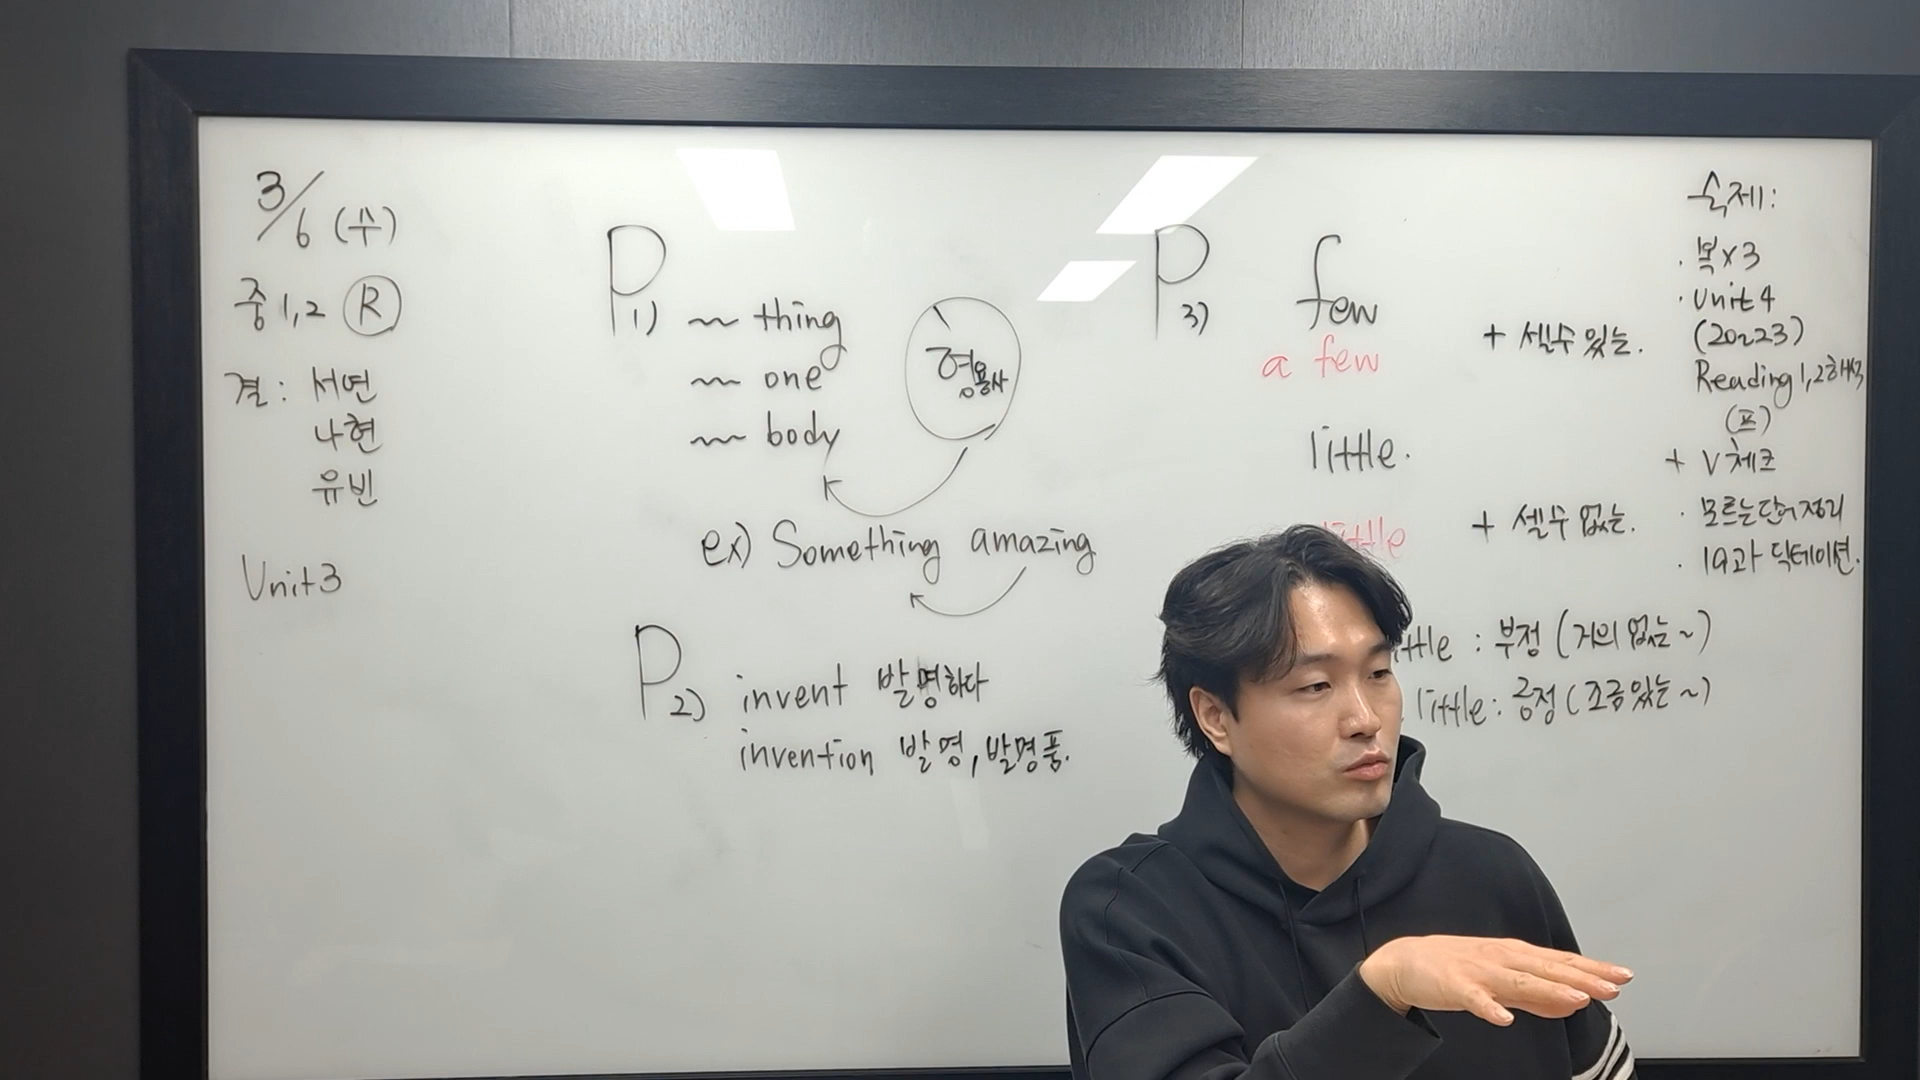 3/6 (수)
중1,2 R
결: 서연
나현
유빈
Unit3
P1) ~ thing
~ one
~ body
형용사
ex) Something amazing
P2) invent 발명하다
invention 발명, 발명품.
P3) few
a few
+ 셀수 있는.
little.
little
+ 셀수 없는.
ittle : 부정 (거의 없는~)
little : 긍정 (조금있는~)
숙제:
· 복x3
· Unit4
(20~23)
Reading1,2해석
(프)
+ V체크
· 모르는단어정리
· 19과 딕테이션.